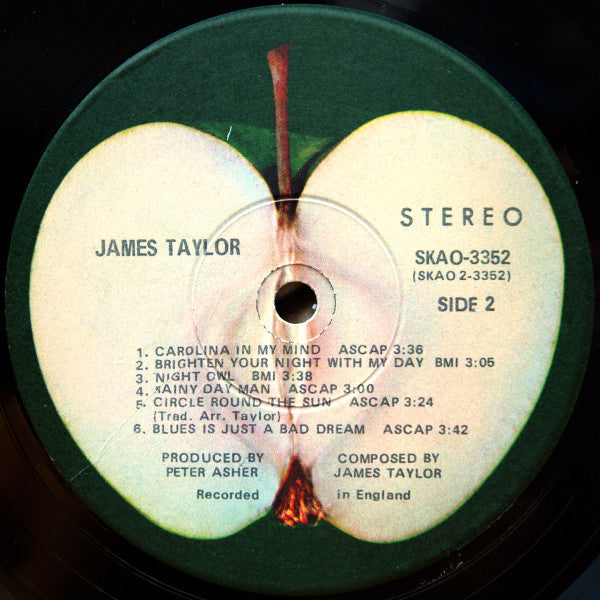 STEREO
JAMES TAYLOR
SKAO-3352
(SKAO 2-3352)
SIDE 2
1. CAROLINA IN MY MIND ASCAP 3:36
2. BRIGHTEN YOUR NIGHT WITH MY DAY BMI 3:05
3. NIGHT OWL BMI 3:38
4. RAINY DAY MAN ASCAP 3:00
5. CIRCLE ROUND THE SUN ASCAP 3:24
(Trad. Arr. Taylor)
6. BLUES IS JUST A BAD DREAM ASCAP 3:42
PRODUCED BY
PETER ASHER
COMPOSED BY
JAMES TAYLOR
Recorded in England